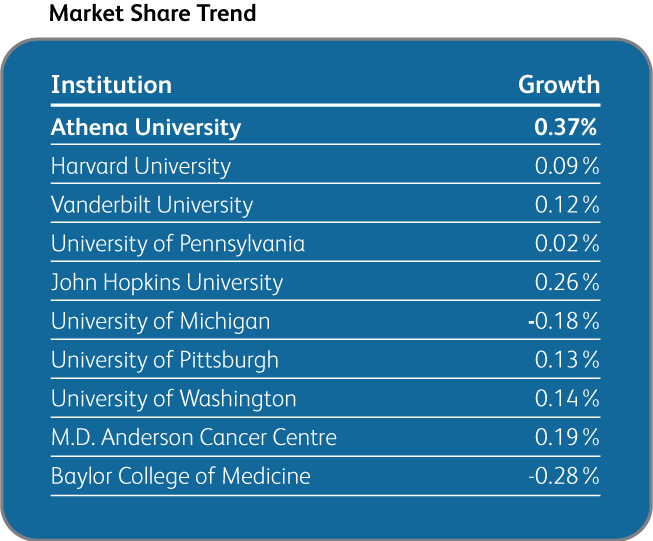 Market Share Trend
Institution Growth
Athena University 0.37%
Harvard University 0.09%
Vanderbilt University 0.12%
University of Pennsylvania 0.02%
John Hopkins University 0.26%
University of Michigan -0.18%
University of Pittsburgh 0.13%
University of Washington 0.14%
M.D. Anderson Cancer Centre 0.19%
Baylor College of Medicine -0.28%